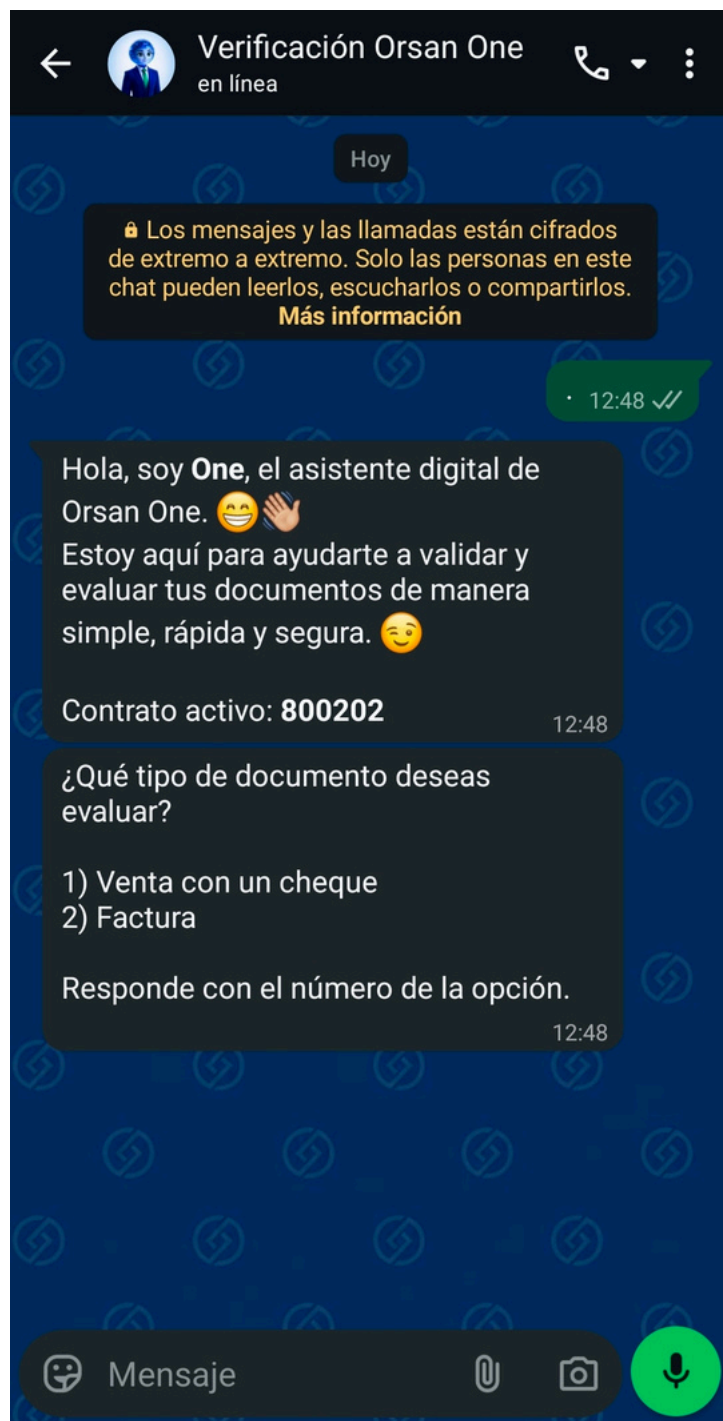 Verificación Orsan One
en línea
Hoy
Los mensajes y las llamadas están cifrados
de extremo a extremo. Solo las personas en este
chat pueden leerlos, escucharlos o compartirlos.
Más información
. 12:48
Hola, soy One, el asistente digital de
Orsan One. 😁👋🏼
Estoy aquí para ayudarte a validar y
evaluar tus documentos de manera
simple, rápida y segura. 😉
Contrato activo: 800202
12:48
¿Qué tipo de documento deseas
evaluar?
1) Venta con un cheque
2) Factura
Responde con el número de la opción.
12:48
Mensaje